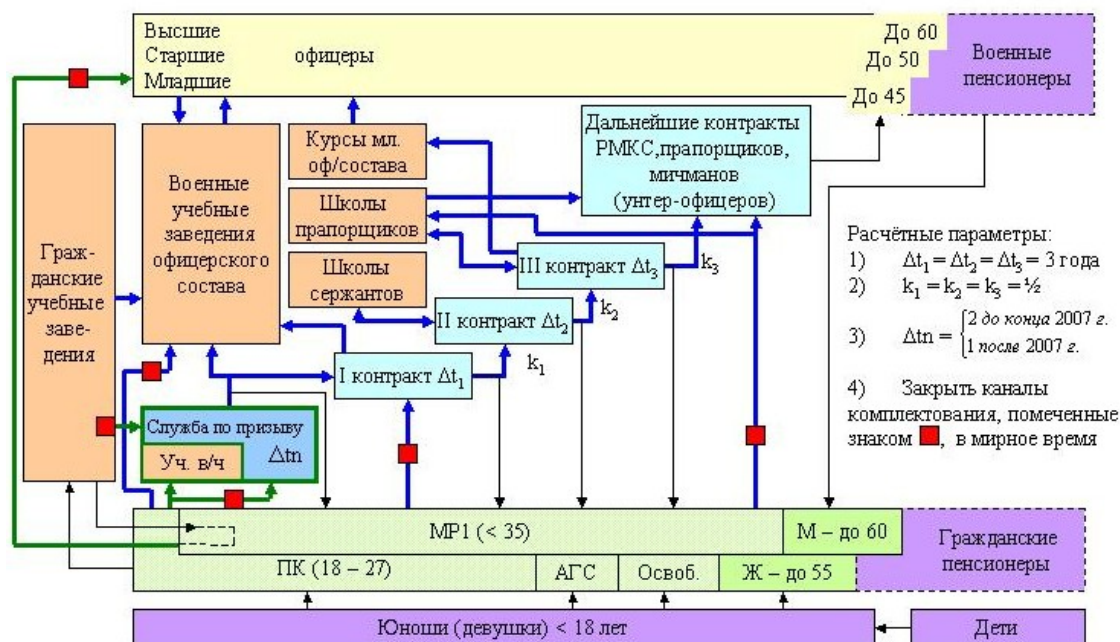 Высшие
Старшие офицеры
Младшие
До 60
До 50
До 45
Военные
пенсионеры
Граж-
данские
учебные
заве-
дения
Военные
учебные
заведения
офицерского
состава
Курсы мл.
оф/состава
Школы
прапорщиков
Школы
сержантов
Дальнейшие контракты
РМКС,прапорщиков,
мичманов
(унтер-офицеров)
III контракт Δt₃
k₃
II контракт Δt₂
k₂
I контракт Δt₁
k₁
Служба по призыву
Уч. в/ч
Δtn
Расчётные параметры:
1) Δt₁ = Δt₂ = Δt₃ = 3 года
2) k₁ = k₂ = k₃ = ½
3) Δtn = { 2 до конца 2007 г.
1 после 2007 г.
4) Закрыть каналы
комплектования, помеченные
знаком , в мирное время
МР1 (< 35)
М – до 60
ПК (18 – 27)
АГС
Освоб.
Ж – до 55
Гражданские
пенсионеры
Юноши (девушки) < 18 лет
Дети